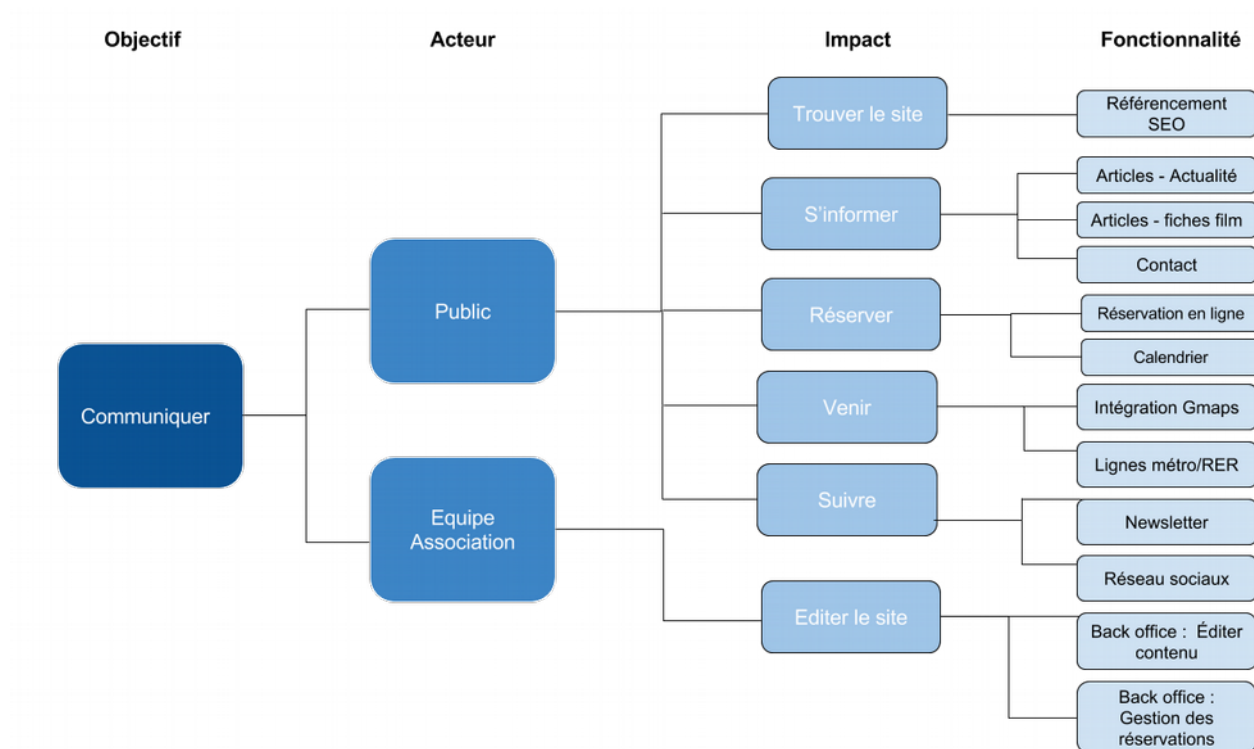 Objectif
Acteur
Impact
Fonctionnalité
Communiquer
Public
Equipe
Association
Trouver le site
S'informer
Réserver
Venir
Suivre
Editer le site
Référencement
SEO
Articles - Actualité
Articles - fiches film
Contact
Réservation en ligne
Calendrier
Intégration Gmaps
Lignes métro/RER
Newsletter
Réseau sociaux
Back office : Éditer
contenu
Back office :
Gestion des
réservations